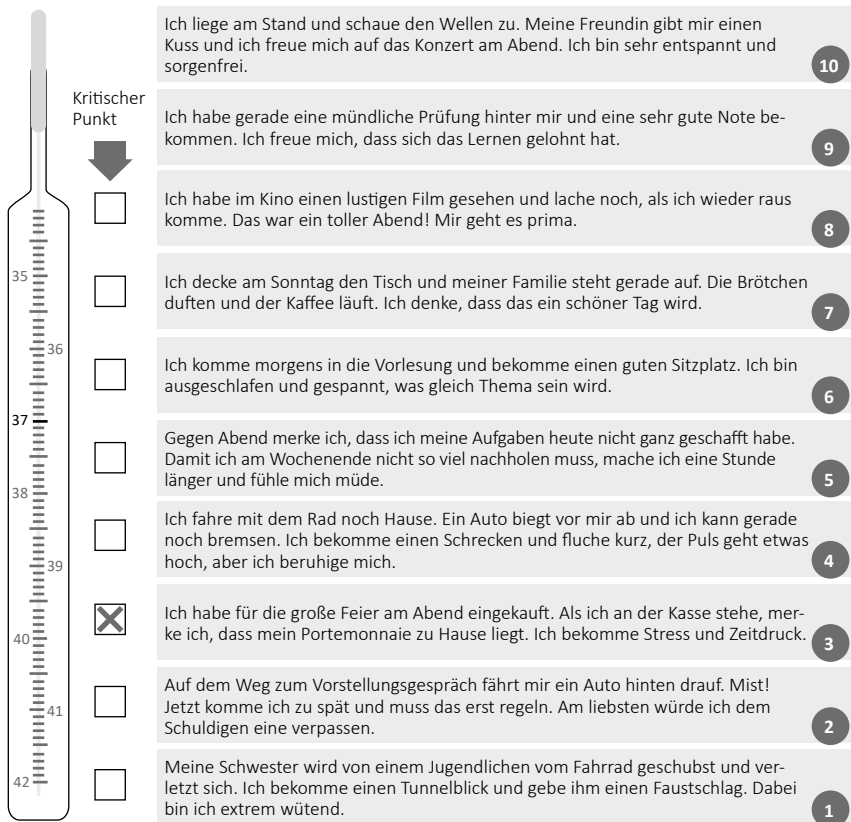 Ich liege am Stand und schaue den Wellen zu. Meine Freundin gibt mir einen
Kuss und ich freue mich auf das Konzert am Abend. Ich bin sehr entspannt und
sorgenfrei.
10
Kritischer
Punkt
Ich habe gerade eine mündliche Prüfung hinter mir und eine sehr gute Note be-
kommen. Ich freue mich, dass sich das Lernen gelohnt hat.
9
Ich habe im Kino einen lustigen Film gesehen und lache noch, als ich wieder raus
komme. Das war ein toller Abend! Mir geht es prima.
8
35
Ich decke am Sonntag den Tisch und meiner Familie steht gerade auf. Die Brötchen
duften und der Kaffee läuft. Ich denke, dass das ein schöner Tag wird.
7
36
Ich komme morgens in die Vorlesung und bekomme einen guten Sitzplatz. Ich bin
ausgeschlafen und gespannt, was gleich Thema sein wird.
6
37
Gegen Abend merke ich, dass ich meine Aufgaben heute nicht ganz geschafft habe.
Damit ich am Wochenende nicht so viel nachholen muss, mache ich eine Stunde
länger und fühle mich müde.
5
38
Ich fahre mit dem Rad noch Hause. Ein Auto biegt vor mir ab und ich kann gerade
noch bremsen. Ich bekomme einen Schrecken und fluche kurz, der Puls geht etwas
hoch, aber ich beruhige mich.
4
39
Ich habe für die große Feier am Abend eingekauft. Als ich an der Kasse stehe, mer-
ke ich, dass mein Portemonnaie zu Hause liegt. Ich bekomme Stress und Zeitdruck.
3
40
Auf dem Weg zum Vorstellungsgespräch fährt mir ein Auto hinten drauf. Mist!
Jetzt komme ich zu spät und muss das erst regeln. Am liebsten würde ich dem
Schuldigen eine verpassen.
2
41
Meine Schwester wird von einem Jugendlichen vom Fahrrad geschubst und ver-
letzt sich. Ich bekomme einen Tunnelblick und gebe ihm einen Faustschlag. Dabei
bin ich extrem wütend.
1
42